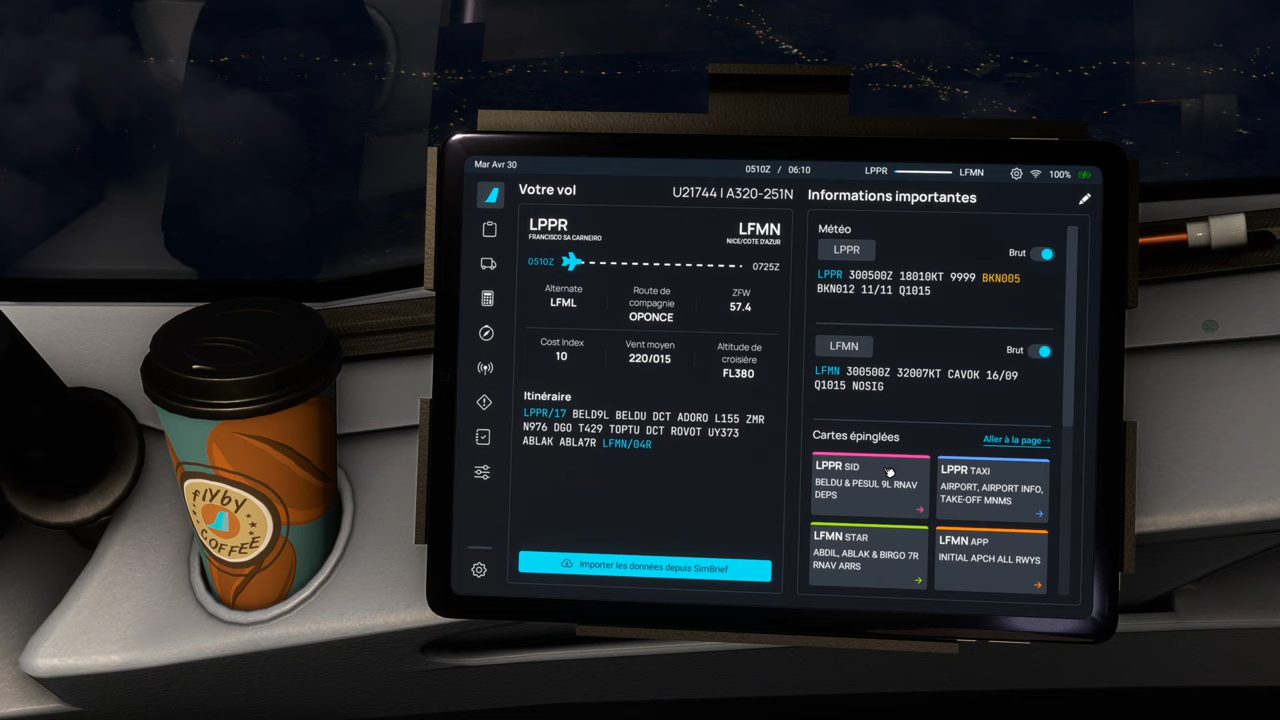 Mar Avr 30
0510Z / 06:10
LPPR LFMN
100%
Votre vol
U21744 | A320-251N
LPPR LFMN
FRANCISCO SA CARNEIRO NICE/COTE D'AZUR
0510Z 0725Z
Alternate
LFML
Route de
compagnie
OPONCE
ZFW
57.4
Cost Index
10
Vent moyen
220/015
Altitude de
croisière
FL380
Itinéraire
LPPR/17 BELD9L BELDU DCT ADORO L155 ZMR
N976 DGO T429 TOPTU DCT ROVOT UY373
ABLAK ABLA7R LFMN/04R
Importer les données depuis SimBrief
Informations importantes
Météo
LPPR
Brut
LPPR 300500Z 18010KT 9999 BKN005
BKN012 11/11 Q1015
LFMN
Brut
LFMN 300500Z 32007KT CAVOK 16/09
Q1015 NOSIG
Cartes épinglées
Aller à la page→
LPPR SID
BELDU & PESUL 9L RNAV
DEPS
LPPR TAXI
AIRPORT, AIRPORT INFO,
TAKE-OFF MNMS
LFMN STAR
ABDIL, ABLAK & BIRGO 7R
RNAV ARRS
LFMN APP
INITIAL APCH ALL RWYS
flyby
COFFEE